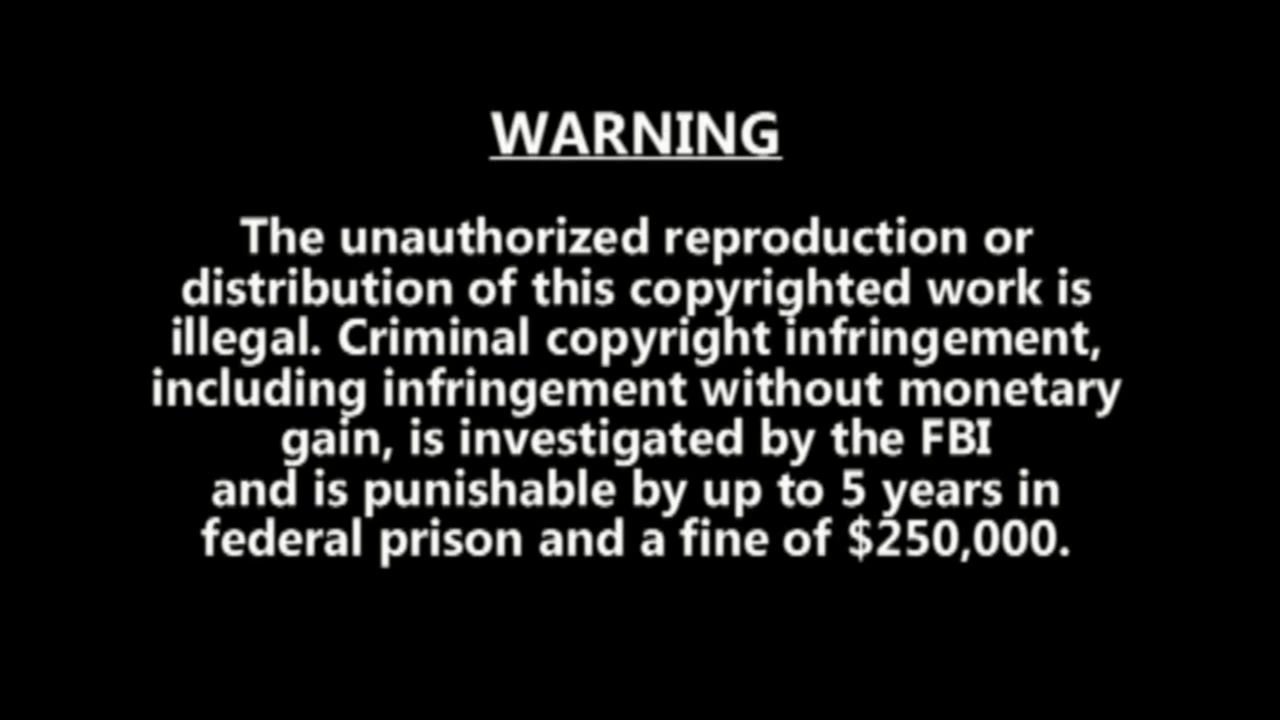 WARNING
The unauthorized reproduction or
distribution of this copyrighted work is
illegal. Criminal copyright infringement,
including infringement without monetary
gain, is investigated by the FBI
and is punishable by up to 5 years in
federal prison and a fine of $250,000.